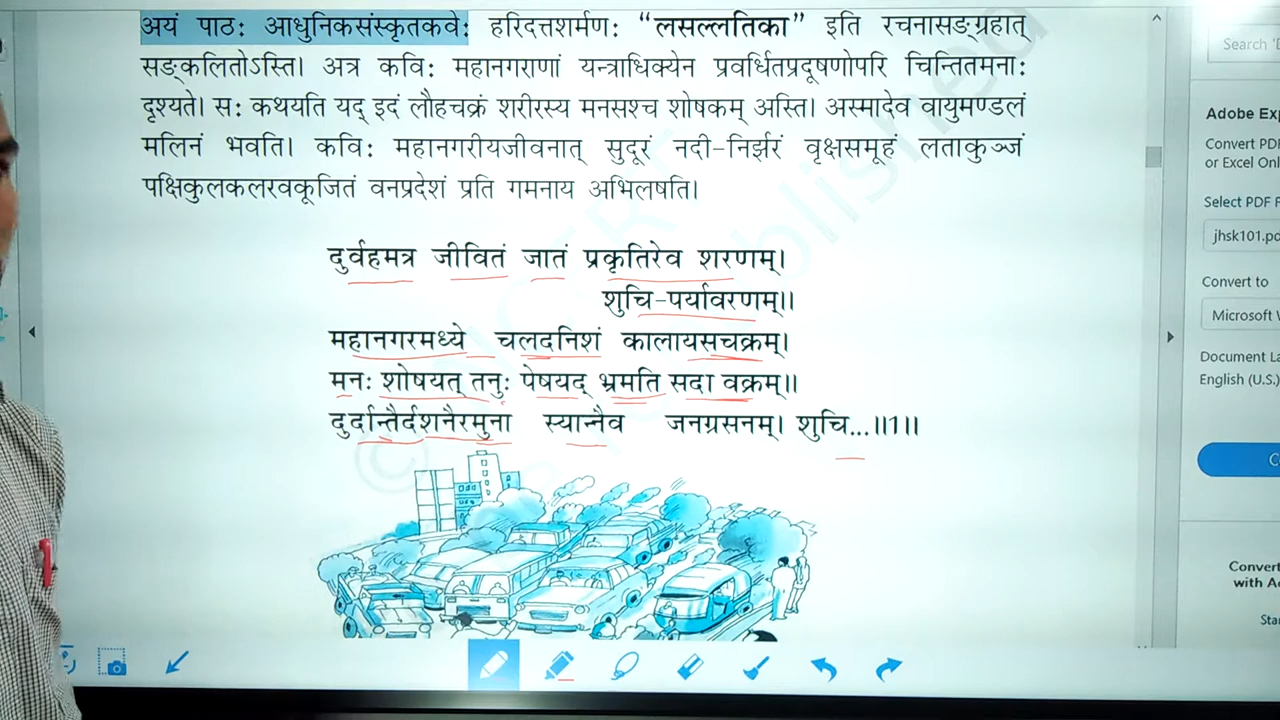 अयं पाठः आधुनिकसंस्कृतकवेः हरिदत्तशर्मणः “लसल्लतिका” इति रचनासङ्ग्रहात्
सङ्कलितोऽस्ति। अत्र कविः महानगराणां यन्त्राधिक्येन प्रवर्धितप्रदूषणोपरि चिन्तितमनाः
दृश्यते। सः कथयति यद् इदं लौहचक्रं शरीरस्य मनसश्च शोषकम् अस्ति। अस्मादेव वायुमण्डलं
मलिनं भवति। कविः महानगरीयजीवनात् सुदूरं नदी-निर्झरं वृक्षसमूहं लताकुञ्जं
पक्षिकुलकलरवकूजितं वनप्रदेशं प्रति गमनाय अभिलषति।
दुर्वहमत्र जीवितं जातं प्रकृतिरेव शरणम्।
शुचि-पर्यावरणम्॥
महानगरमध्ये चलदनिशं कालायसचक्रम्।
मनः शोषयत् तनुः पेषयद् भ्रमति सदा वक्रम्॥
दुर्दान्तैर्दशनैरमुना स्यान्नैव जनग्रसनम्। शुचि...॥1॥
Search
Adobe Exp
Convert PDF
or Excel Onl
Select PDF F
jhsk101.pd
Convert to
Microsoft W
Document La
English (U.S.)
C
Convert
with Ac
Sta